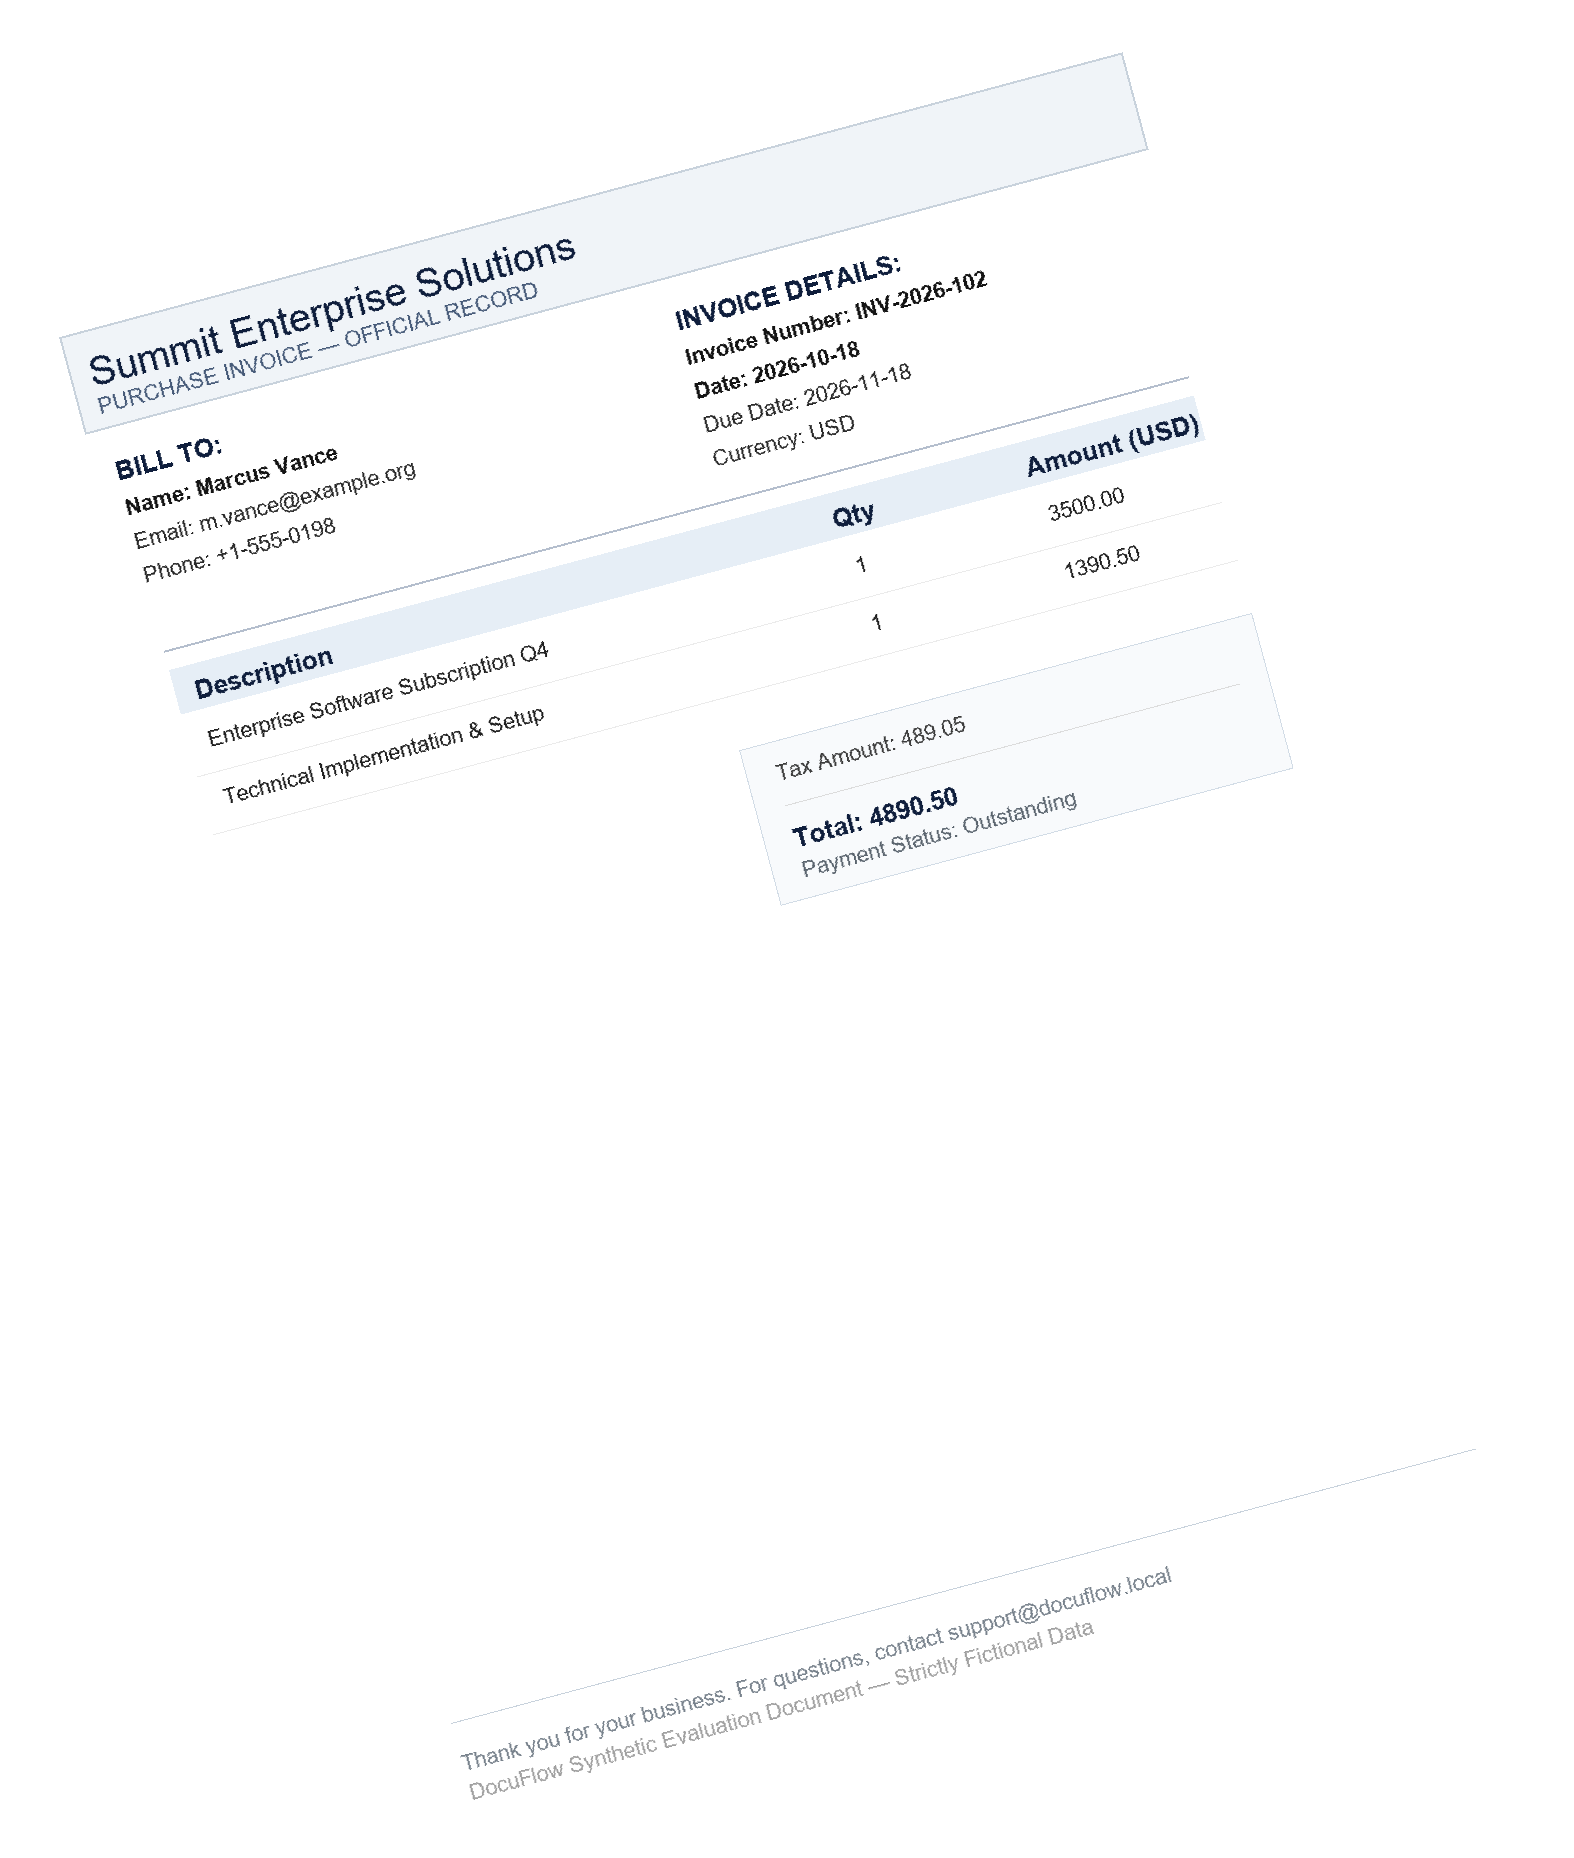 Summit Enterprise Solutions
PURCHASE INVOICE — OFFICIAL RECORD
BILL TO:
Name: Marcus Vance
Email: m.vance@example.org
Phone: +1-555-0198
INVOICE DETAILS:
Invoice Number: INV-2026-102
Date: 2026-10-18
Due Date: 2026-11-18
Currency: USD
Description Qty Amount (USD)
Enterprise Software Subscription Q4 1 3500.00
Technical Implementation & Setup 1 1390.50
Tax Amount: 489.05
Total: 4890.50
Payment Status: Outstanding
Thank you for your business. For questions, contact support@docuflow.local
DocuFlow Synthetic Evaluation Document — Strictly Fictional Data